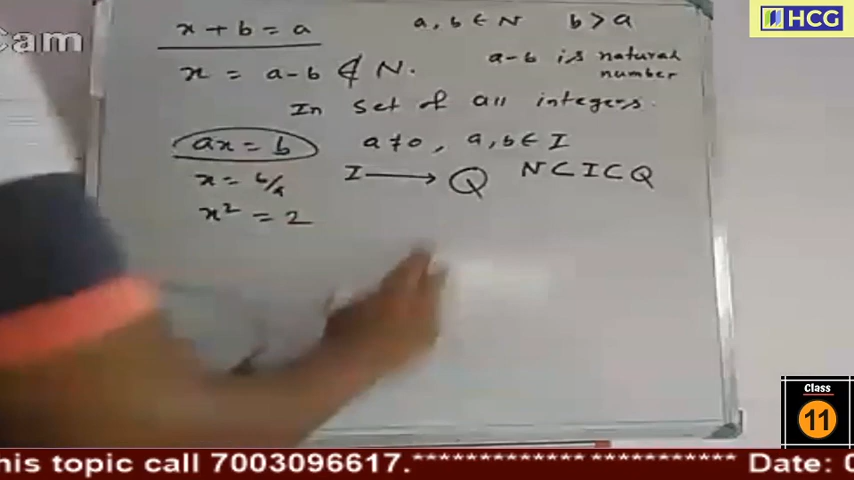 Cam
HCG
x + b = a a, b ∈ N b > a
x = a-b ∉ N. a-b is natural
number
In set of all integers.
ax = b a ≠ 0, a, b ∈ I
x = b/a I → Q N ⊂ I ⊂ Q
x² = 2
Class
11
his topic call 7003096617.************* *********** Date: 0